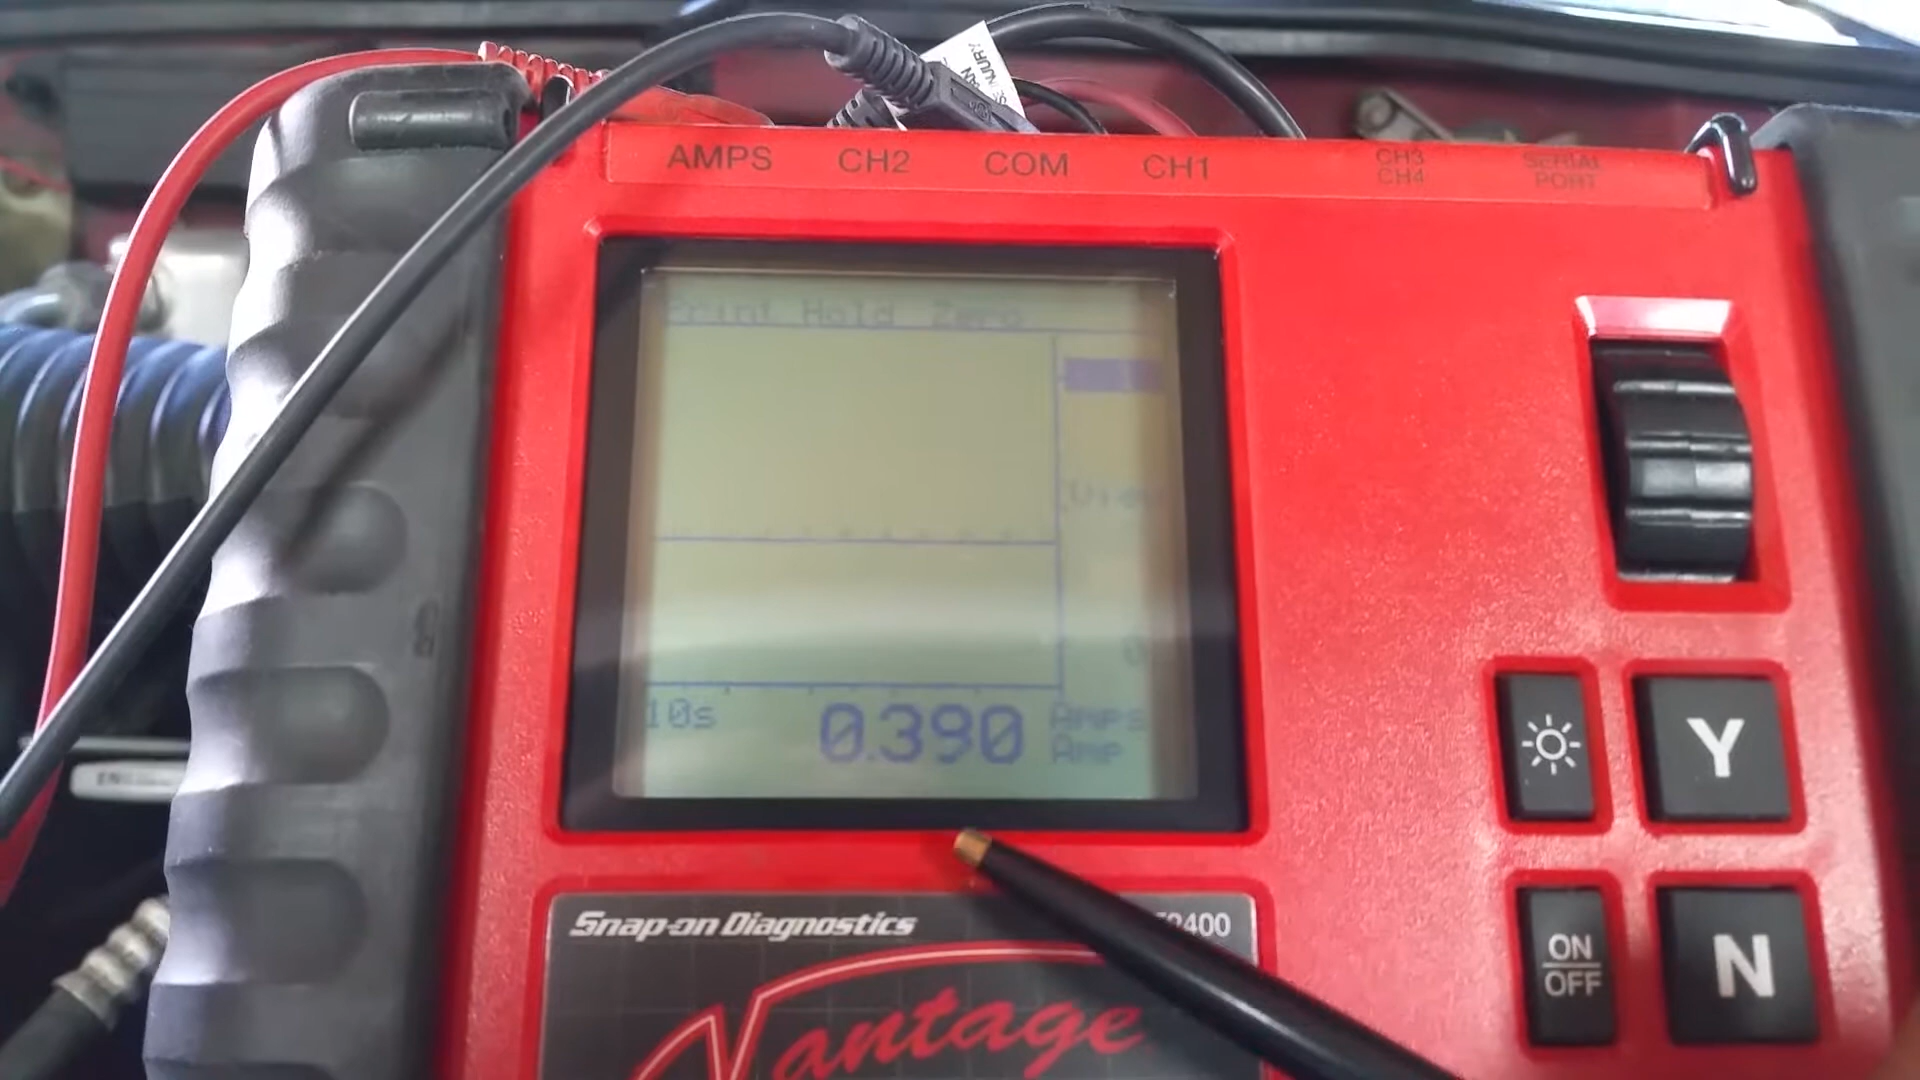 AMPS CH2 COM CH1 CH3 CH4 SERIAL PORT
Print Hold Zero
10s 0.390 AMPS
AMP
Y
ON
OFF
N
Snap-on Diagnostics
Vantage